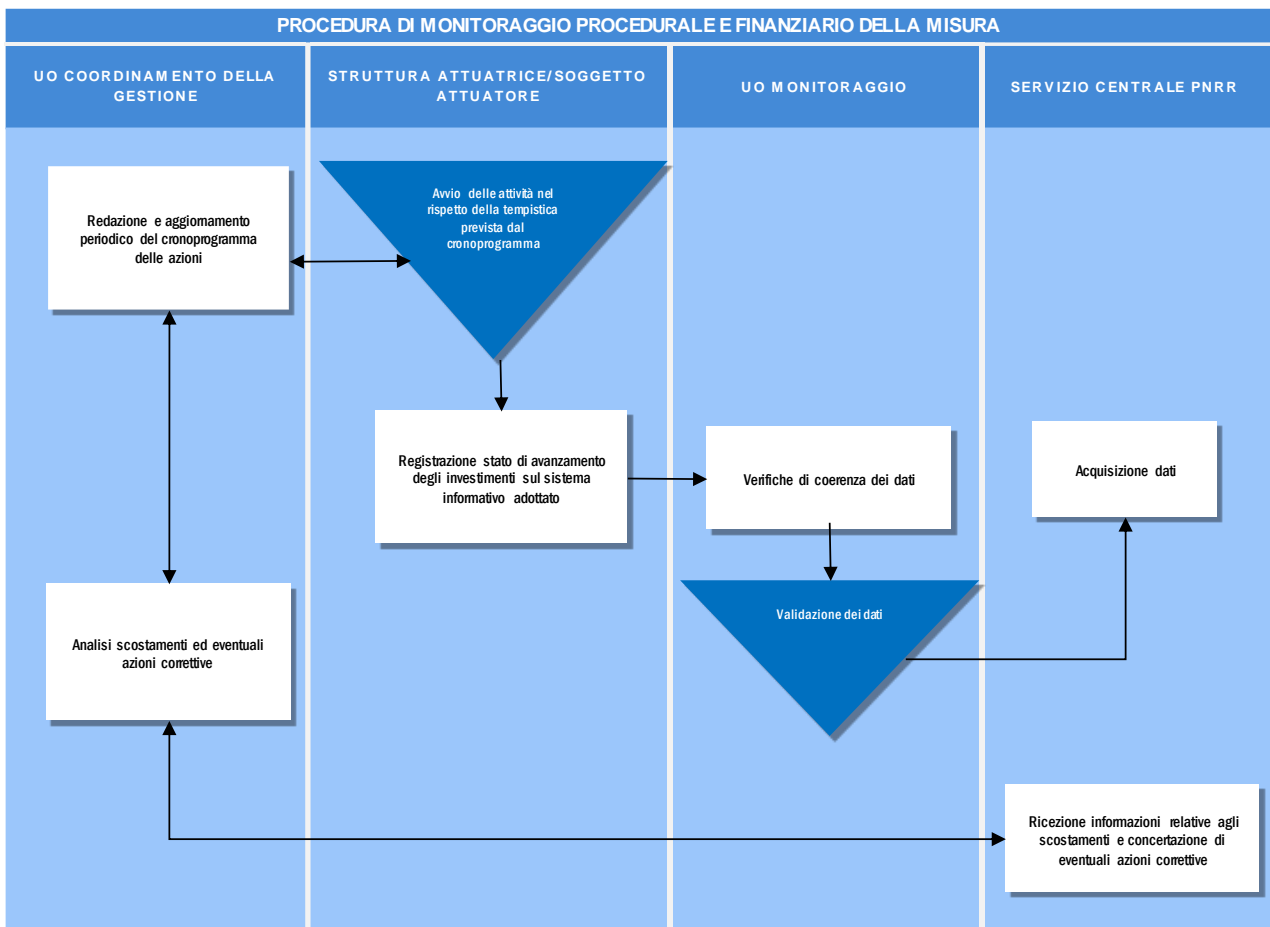 PROCEDURA DI MONITORAGGIO PROCEDURALE E FINANZIARIO DELLA MISURA
UO COORDINAMENTO DELLA
GESTIONE
STRUTTURA ATTUATRICE/SOGGETTO
ATTUATORE
UO MONITORAGGIO
SERVIZIO CENTRALE PNRR
Redazione e aggiornamento
periodico del cronoprogramma
delle azioni
Avvio delle attività nel
rispetto della tempistica
prevista dal
cronoprogramma
Registrazione stato di avanzamento
degli investimenti sul sistema
informativo adottato
Verifiche di coerenza dei dati
Acquisizione dati
Validazione dei dati
Analisi scostamenti ed eventuali
azioni correttive
Ricezione informazioni relative agli
scostamenti e concertazione di
eventuali azioni correttive